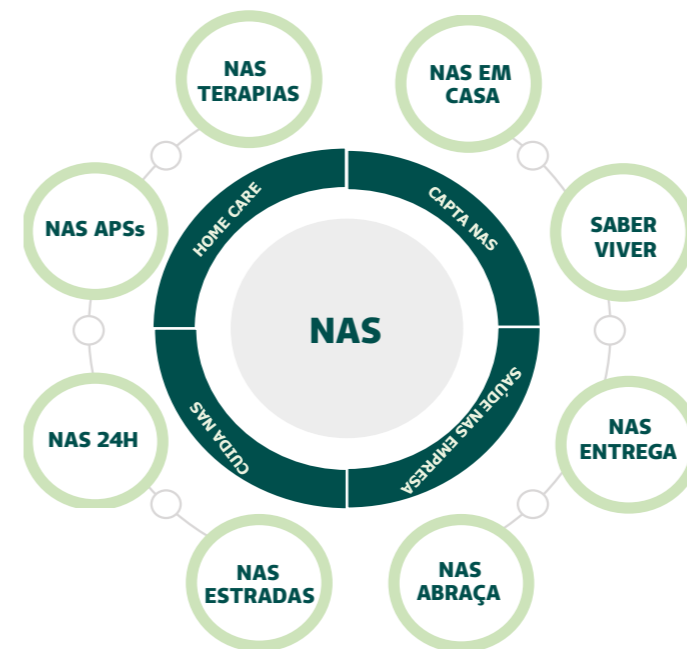 NAS
TERAPIAS
NAS EM
CASA
HOME CARE
CAPTA NAS
NAS APSs
SABER
VIVER
NAS
CUIDA NAS
SAÚDE NAS EMPRESA
NAS 24H
NAS
ENTREGA
NAS
ESTRADAS
NAS
ABRAÇA